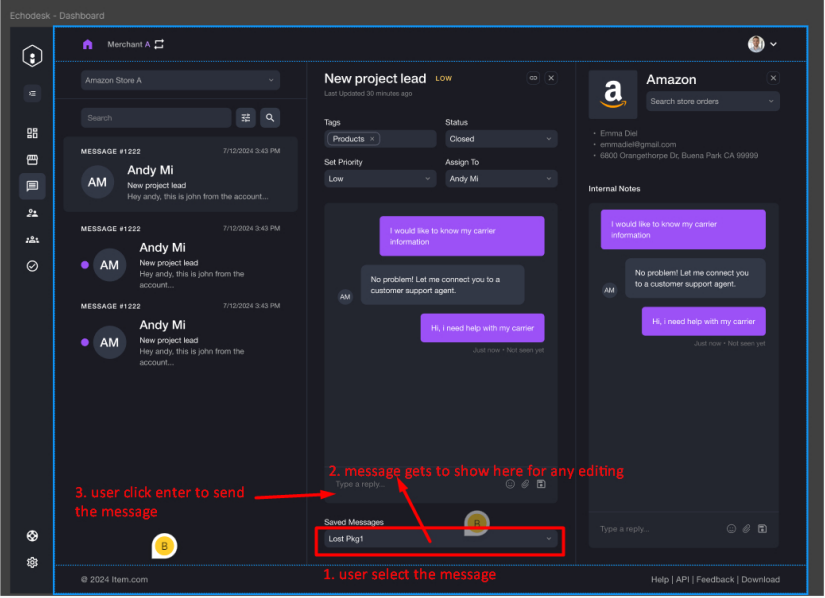 Echodesk - Dashboard
Merchant A
Amazon Store A
Search
MESSAGE #1222
7/12/2024 3:43 PM
AM
Andy Mi
New project lead
Hey andy, this is john from the account...
MESSAGE #1222
7/12/2024 3:43 PM
AM
Andy Mi
New project lead
Hey andy, this is john from the
account...
MESSAGE #1222
7/12/2024 3:43 PM
AM
Andy Mi
New project lead
Hey andy, this is john from the
account...
3. user click enter to send
the message
B
New project lead LOW
Last Updated 30 minutes ago
Tags
Products ×
Status
Closed
Set Priority
Low
Assign To
Andy Mi
I would like to know my carrier
information
AM
No problem! Let me connect you to a
customer support agent.
Hi, i need help with my carrier
Just now • Not seen yet
2. message gets to show here for any editing
Type a reply...
Saved Messages
B
Lost Pkg1
1. user select the message
a
Amazon
Search store orders
• Emma Diel
• emmadiel@gmail.com
• 6800 Orangethorpe Dr, Buena Park CA 99999
Internal Notes
I would like to know my carrier
information
AM
No problem! Let me connect you
to a customer support agent.
Hi, i need help with my carrier
Just now • Not seen yet
Type a reply...
© 2024 Item.com
Help | API | Feedback | Download